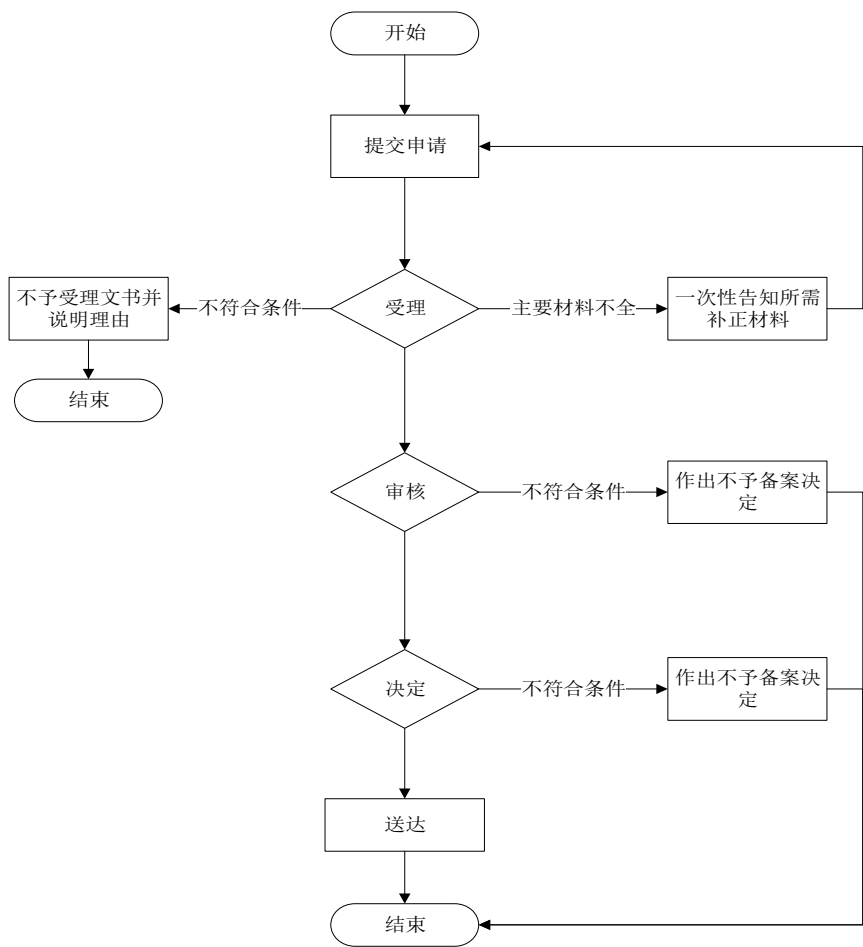 开始
提交申请
不予受理文书并
说明理由
不符合条件
受理
主要材料不全
一次性告知所需
补正材料
结束
审核
不符合条件
作出不予备案决
定
决定
不符合条件
作出不予备案决
定
送达
结束